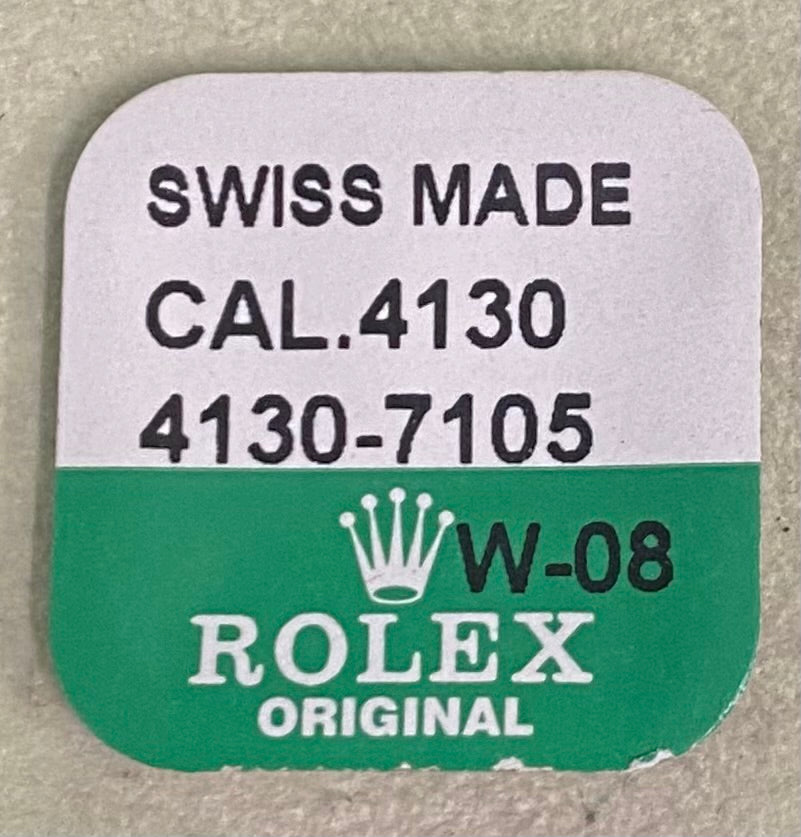 SWISS MADE
CAL.4130
4130-7105
W-08
ROLEX
ORIGINAL